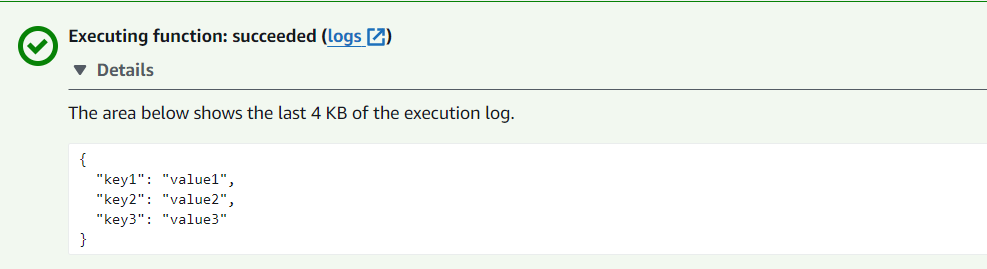 Executing function: succeeded (logs)
Details
The area below shows the last 4 KB of the execution log.
{
  "key1": "value1",
  "key2": "value2",
  "key3": "value3"
}